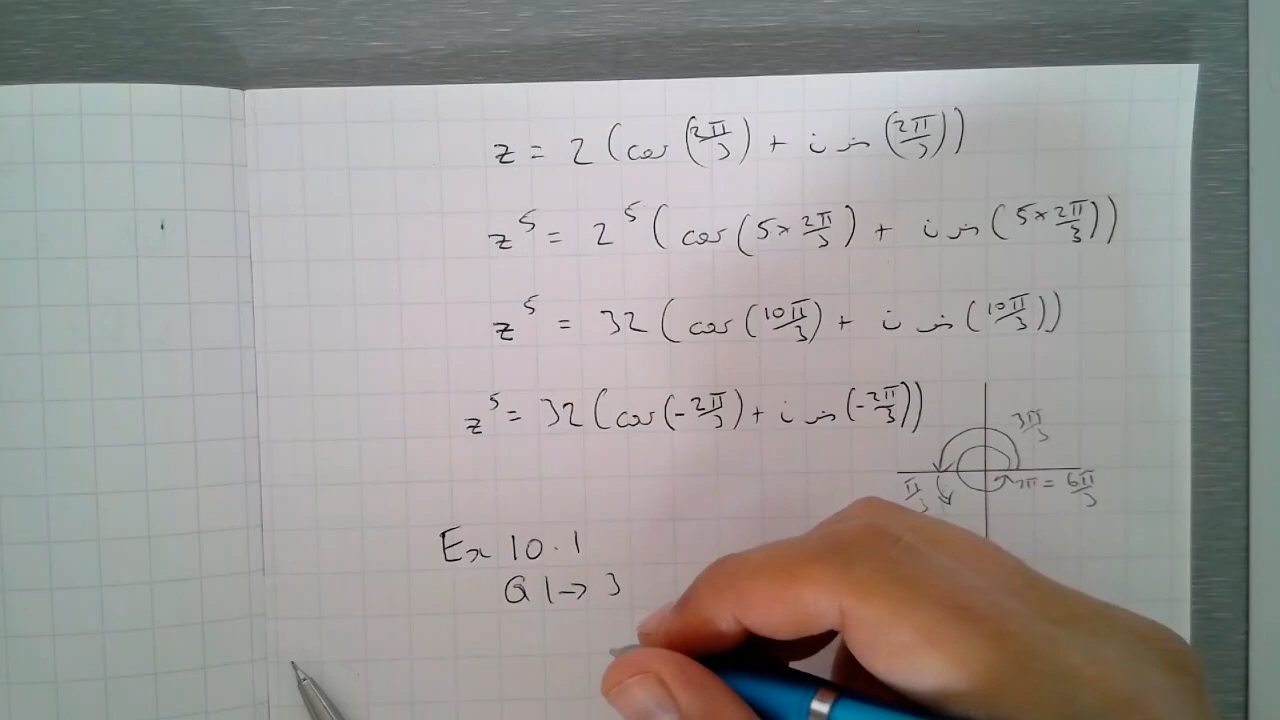 z = 2 (cos (2π/3) + i sin (2π/3))
z⁵ = 2⁵ (cos (5 × 2π/3) + i sin (5 × 2π/3))
z⁵ = 32 (cos (10π/3) + i sin (10π/3))
z⁵ = 32 (cos (-2π/3) + i sin (-2π/3))
3π/3
π/3
2π = 6π/3
Ex 10.1
Q 1 → 3